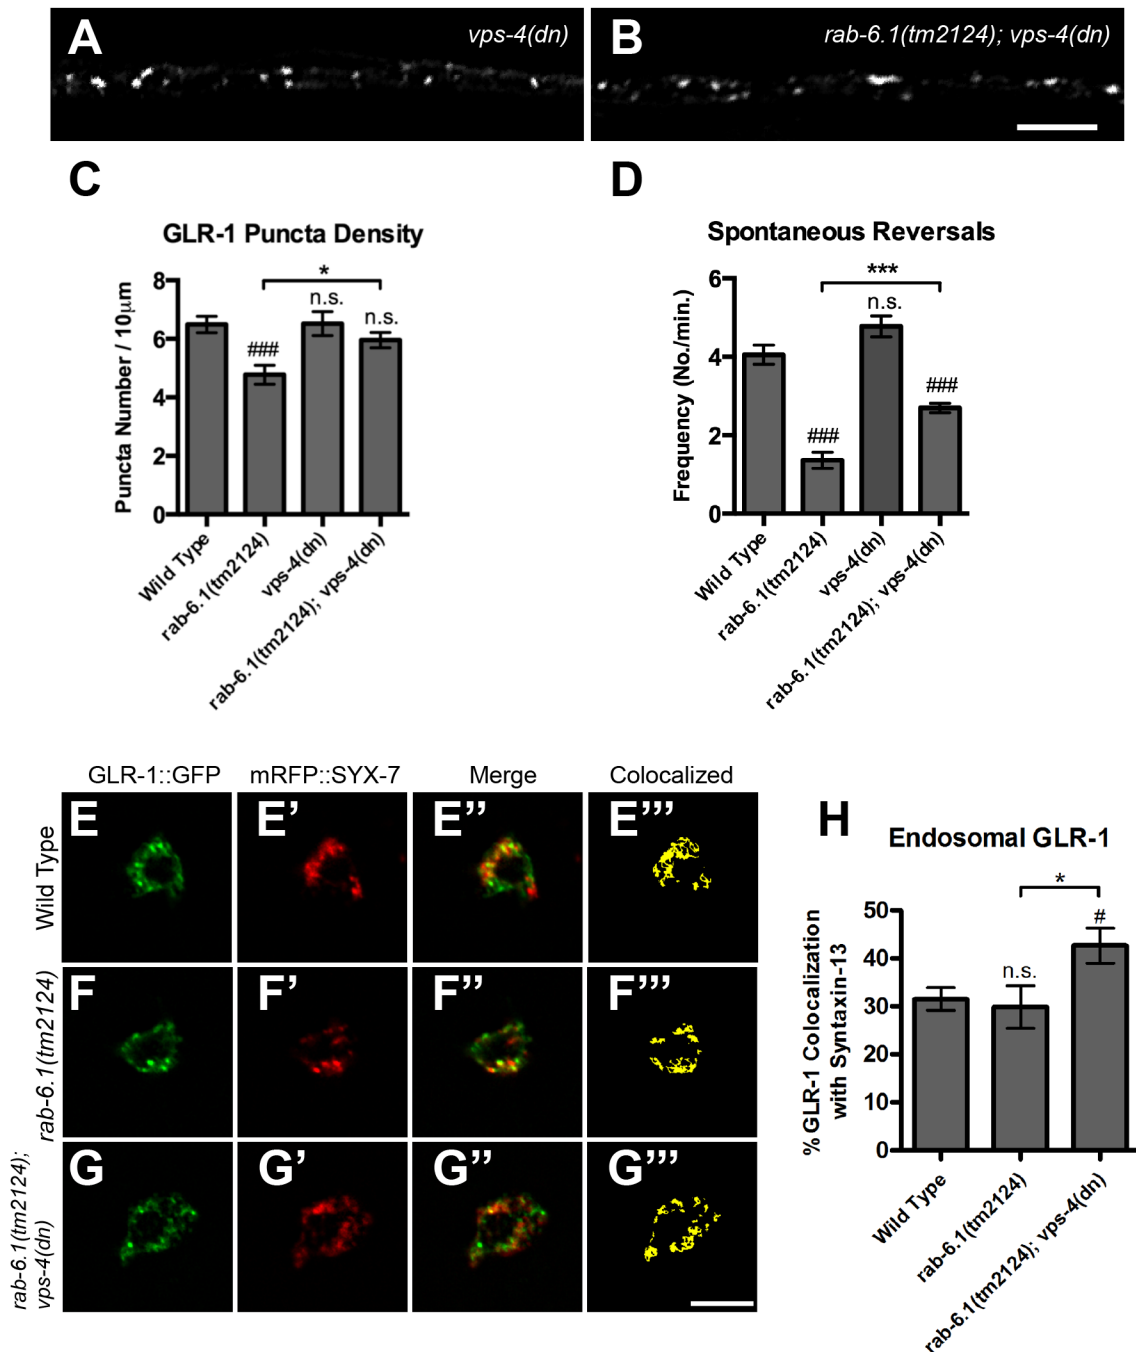 A
vps-4(dn)
B
rab-6.1(tm2124); vps-4(dn)
C
GLR-1 Puncta Density
Puncta Number / 10µm
8
6
4
2
0
###
n.s.
*
n.s.
Wild Type
rab-6.1(tm2124)
vps-4(dn)
rab-6.1(tm2124); vps-4(dn)
D
Spontaneous Reversals
Frequency (No./min.)
6
4
2
0
###
n.s.
***
###
Wild Type
rab-6.1(tm2124)
vps-4(dn)
rab-6.1(tm2124); vps-4(dn)
GLR-1::GFP
mRFP::SYX-7
Merge
Colocalized
Wild Type
E
E’
E’’
E’’’
rab-6.1(tm2124)
F
F’
F’’
F’’’
rab-6.1(tm2124);
vps-4(dn)
G
G’
G’’
G’’’
H
Endosomal GLR-1
% GLR-1 Colocalization
with Syntaxin-13
50
40
30
20
10
0
n.s.
*
#
Wild Type
rab-6.1(tm2124)
rab-6.1(tm2124); vps-4(dn)